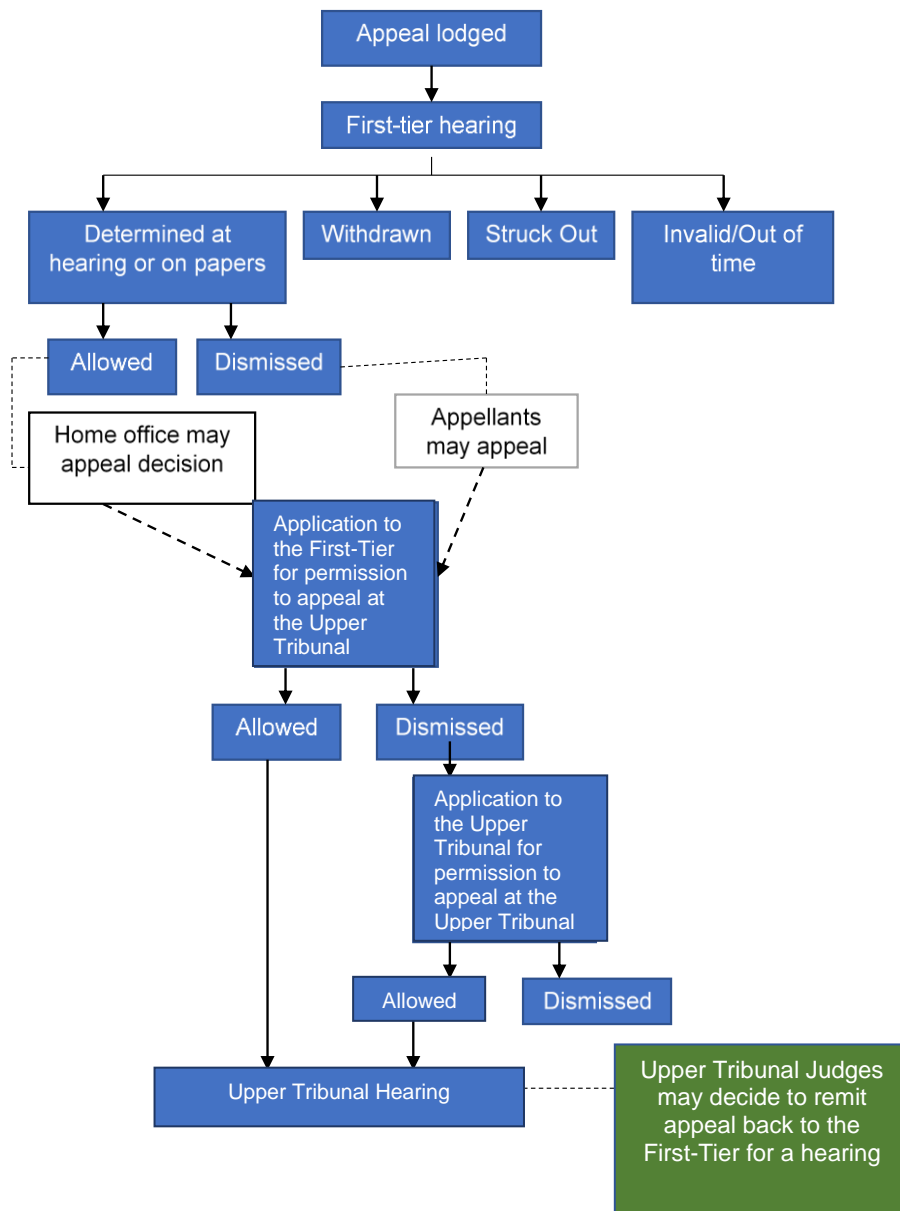 Appeal lodged
First-tier hearing
Determined at
hearing or on papers
Withdrawn
Struck Out
Invalid/Out of
time
Allowed
Dismissed
Home office may
appeal decision
Appellants
may appeal
Application to
the First-Tier
for permission
to appeal at
the Upper
Tribunal
Allowed
Dismissed
Application to
the Upper
Tribunal for
permission to
appeal at the
Upper Tribunal
Allowed
Dismissed
Upper Tribunal Hearing
Upper Tribunal Judges
may decide to remit
appeal back to the
First-Tier for a hearing